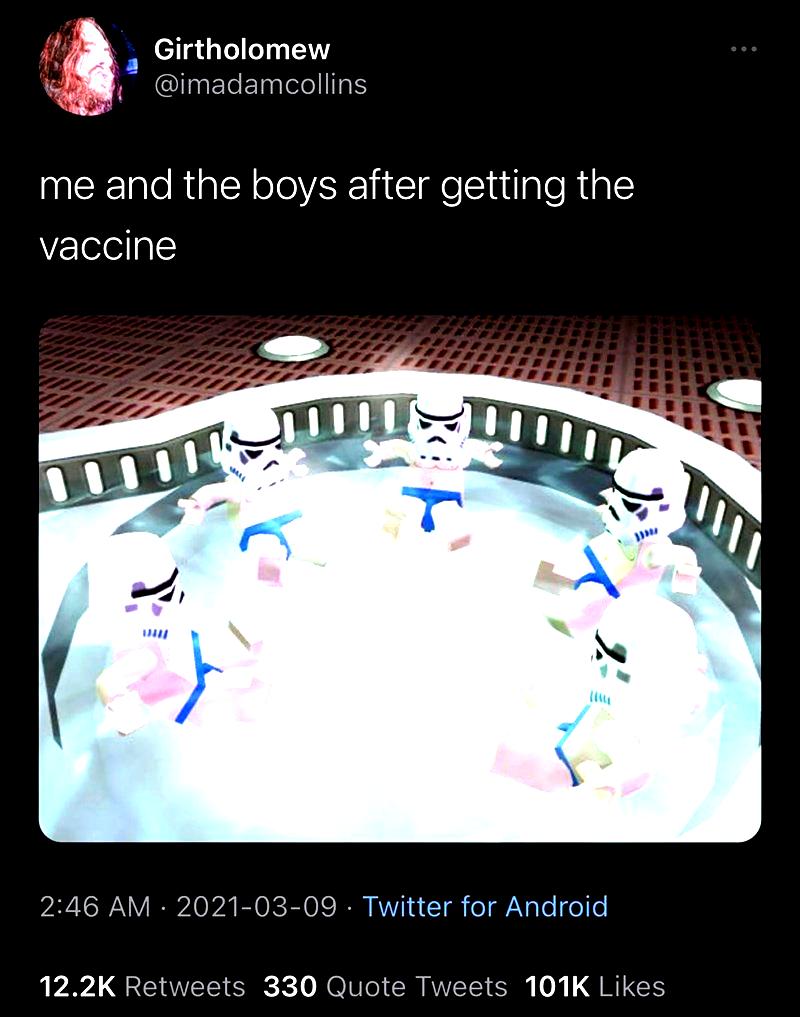 Girtholomew
@imadamcollins
me and the boys after getting the
vaccine
2:46 AM · 2021-03-09 · Twitter for Android
12.2K Retweets 330 Quote Tweets 101K Likes